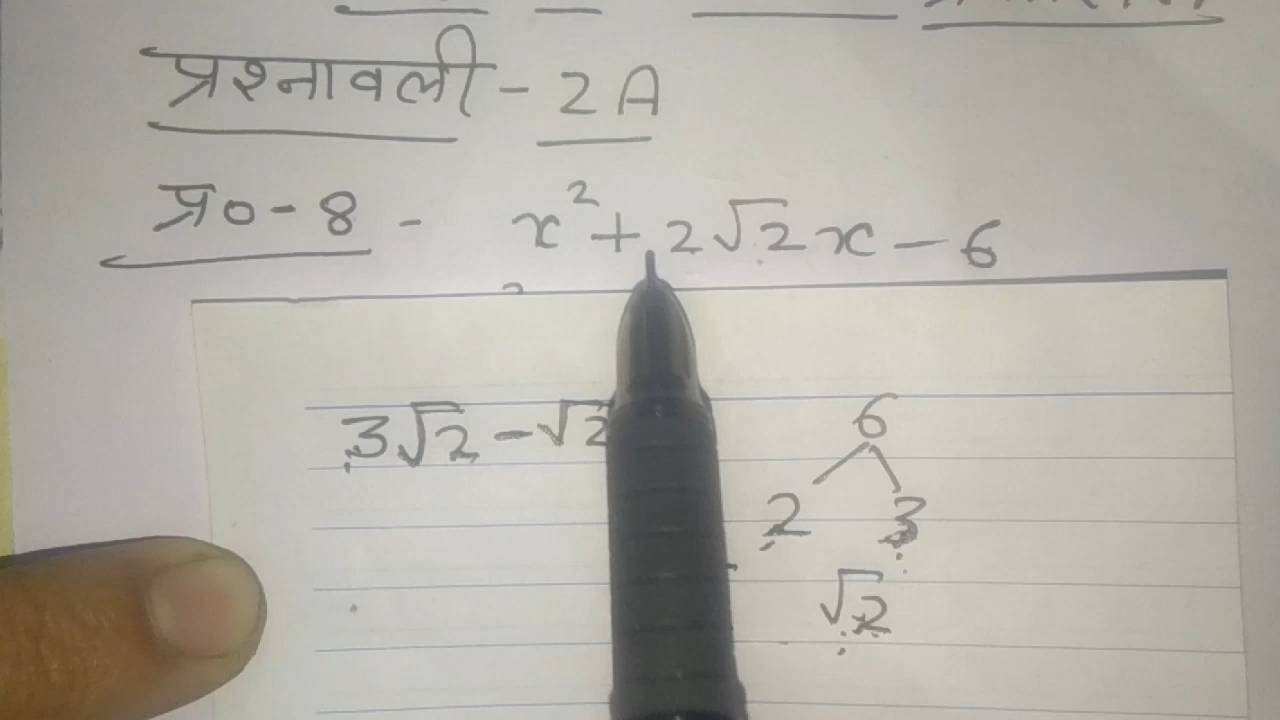 प्रश्नावली - 2A
प्र०-8 - x² + 2√2x - 6
3√2 - √2
6
2 3
√2